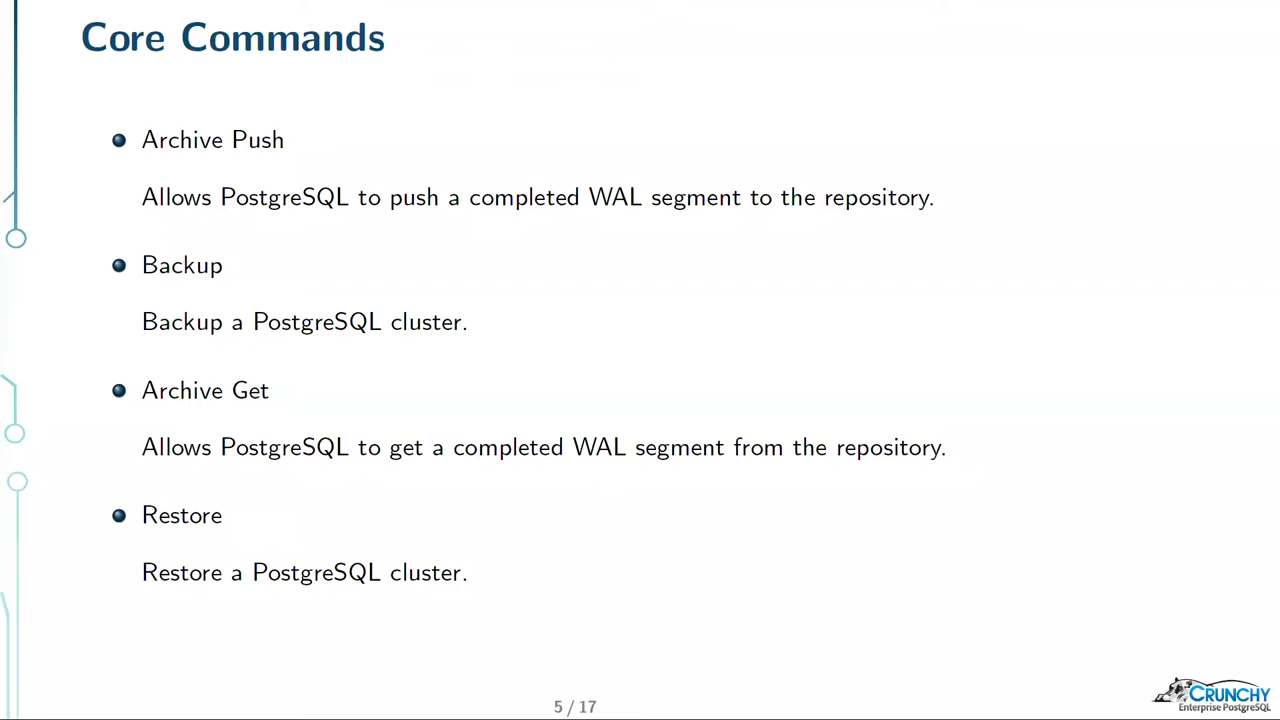 Core Commands
Archive Push
Allows PostgreSQL to push a completed WAL segment to the repository.
Backup
Backup a PostgreSQL cluster.
Archive Get
Allows PostgreSQL to get a completed WAL segment from the repository.
Restore
Restore a PostgreSQL cluster.
5 / 17
CRUNCHY
Enterprise PostgreSQL